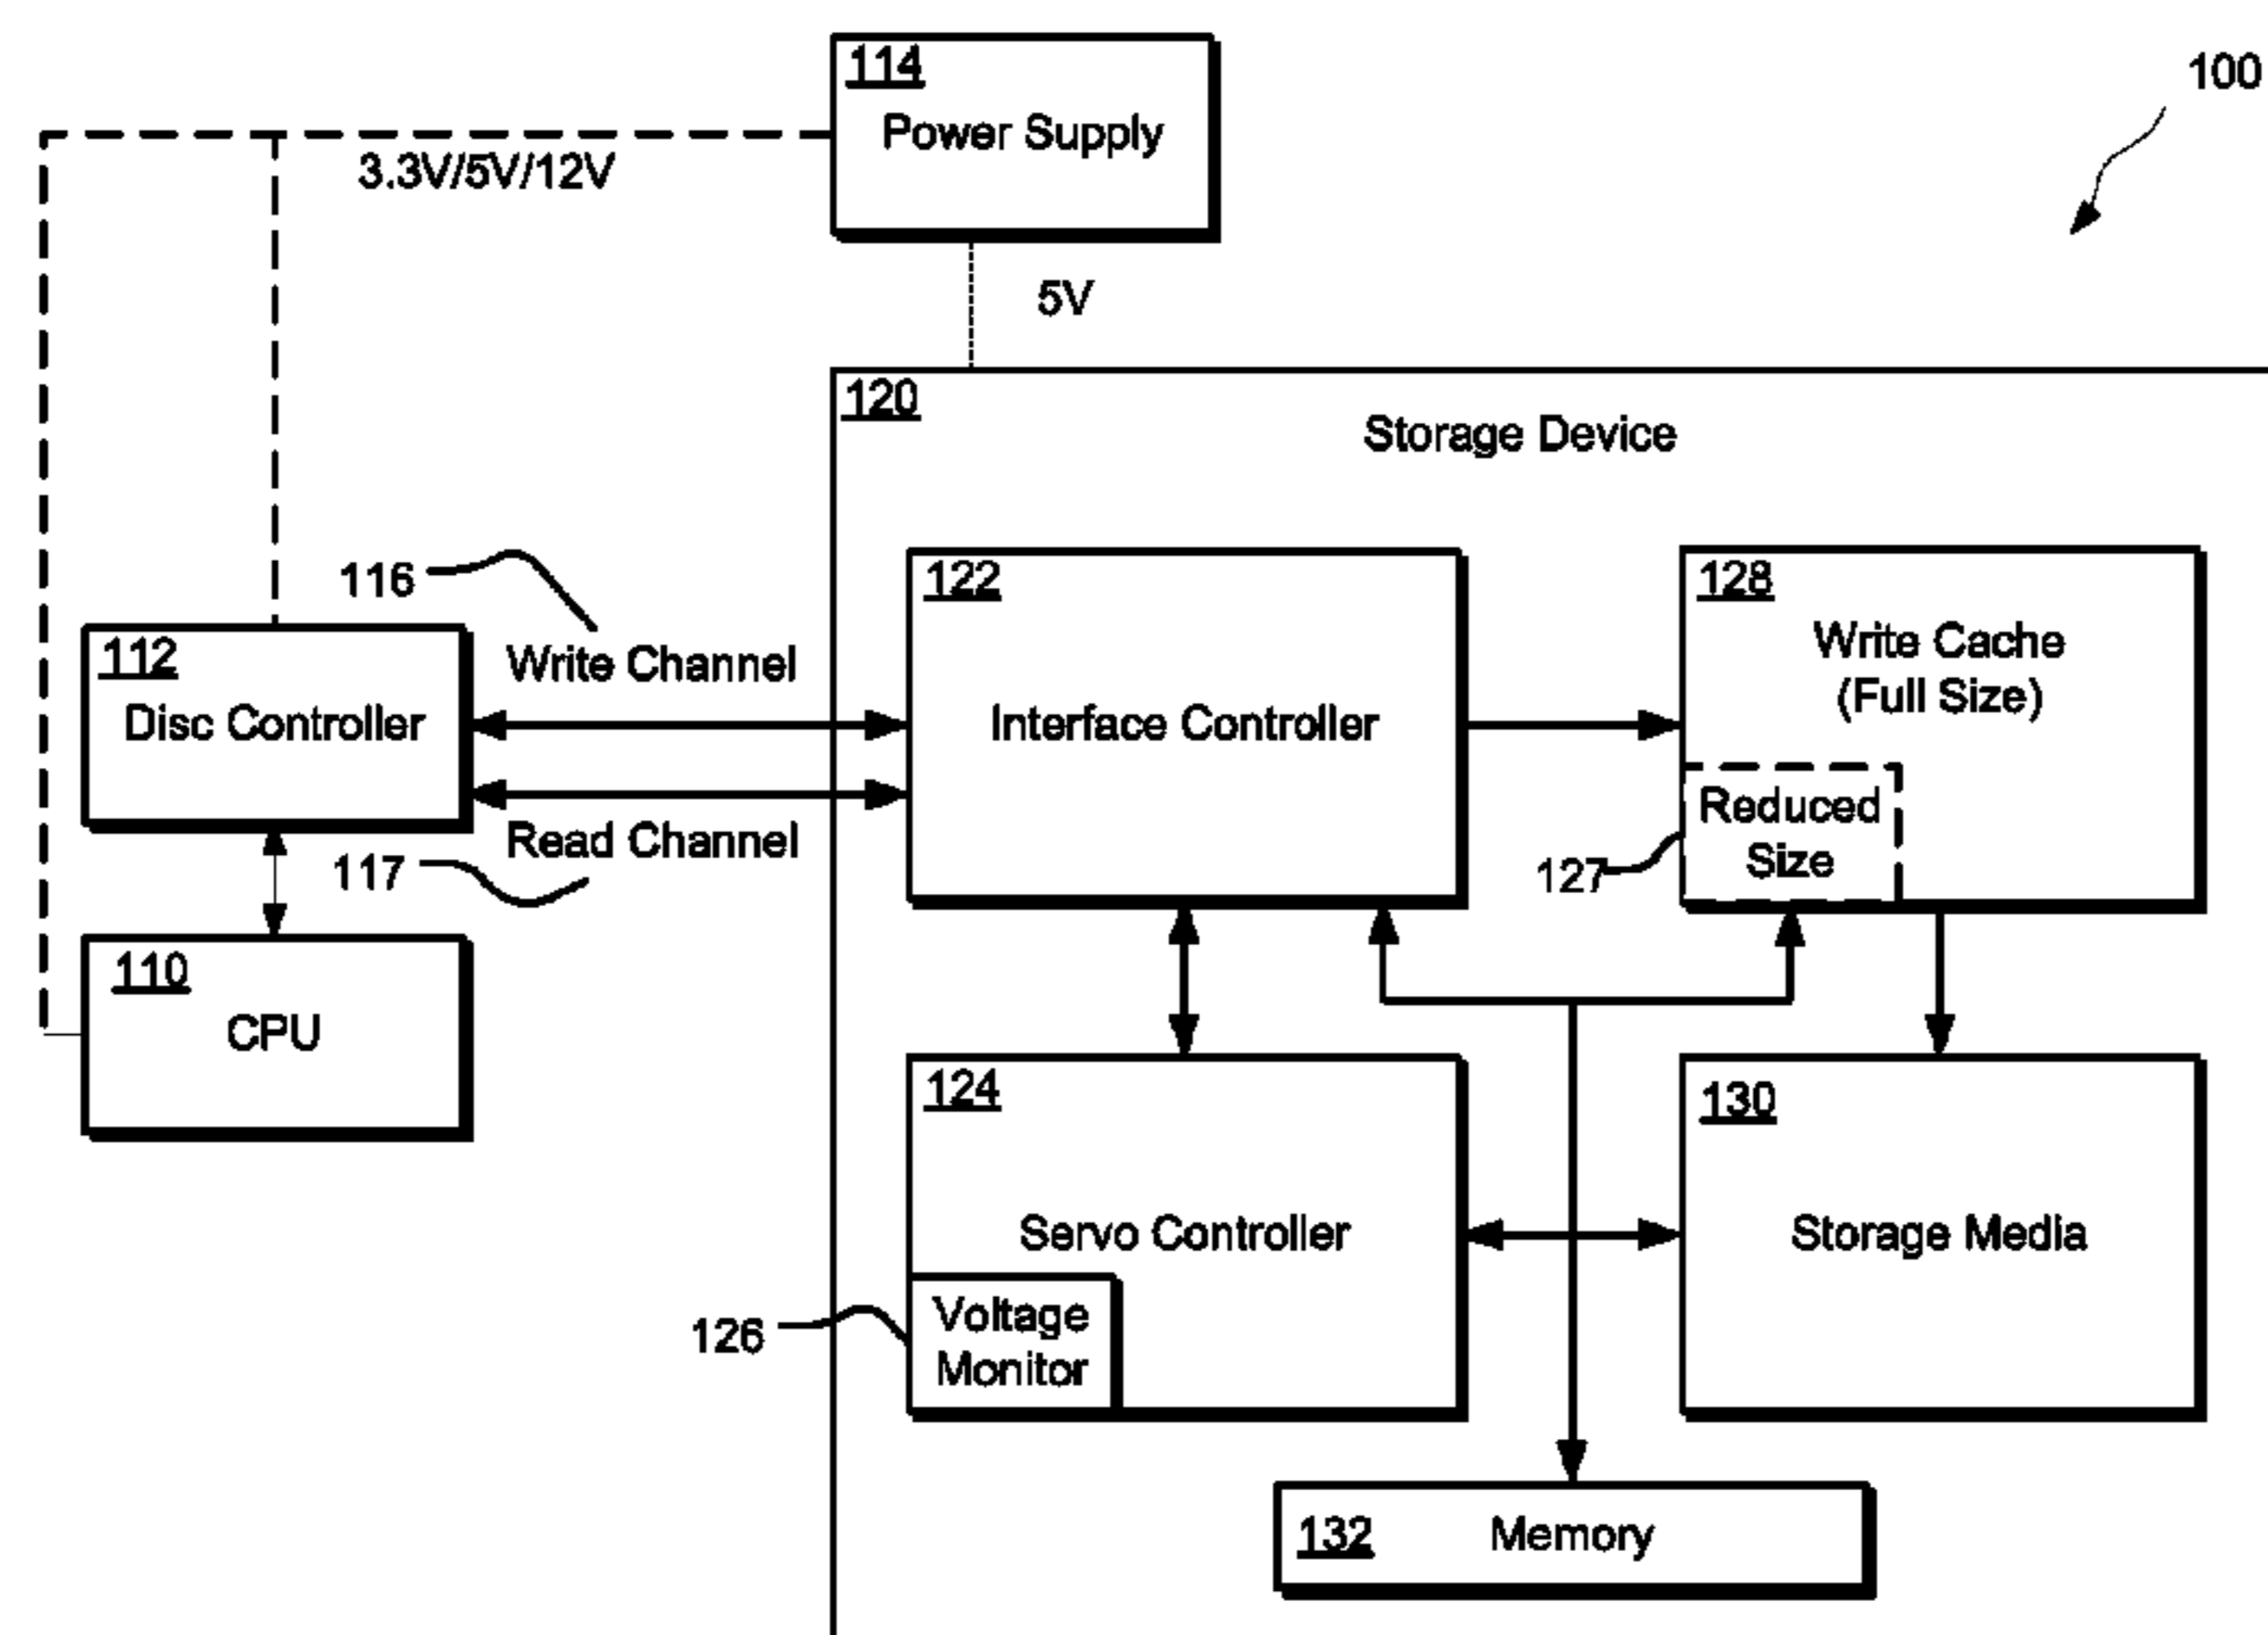 114
Power Supply
100
3.3V/5V/12V
5V
120
Storage Device
116
122
128
Write Cache
(Full Size)
112
Write Channel
Disc Controller
Interface Controller
Reduced
Size
Read Channel
117
127
110
CPU
124
130
Servo Controller
Storage Media
126
Voltage
Monitor
132
Memory